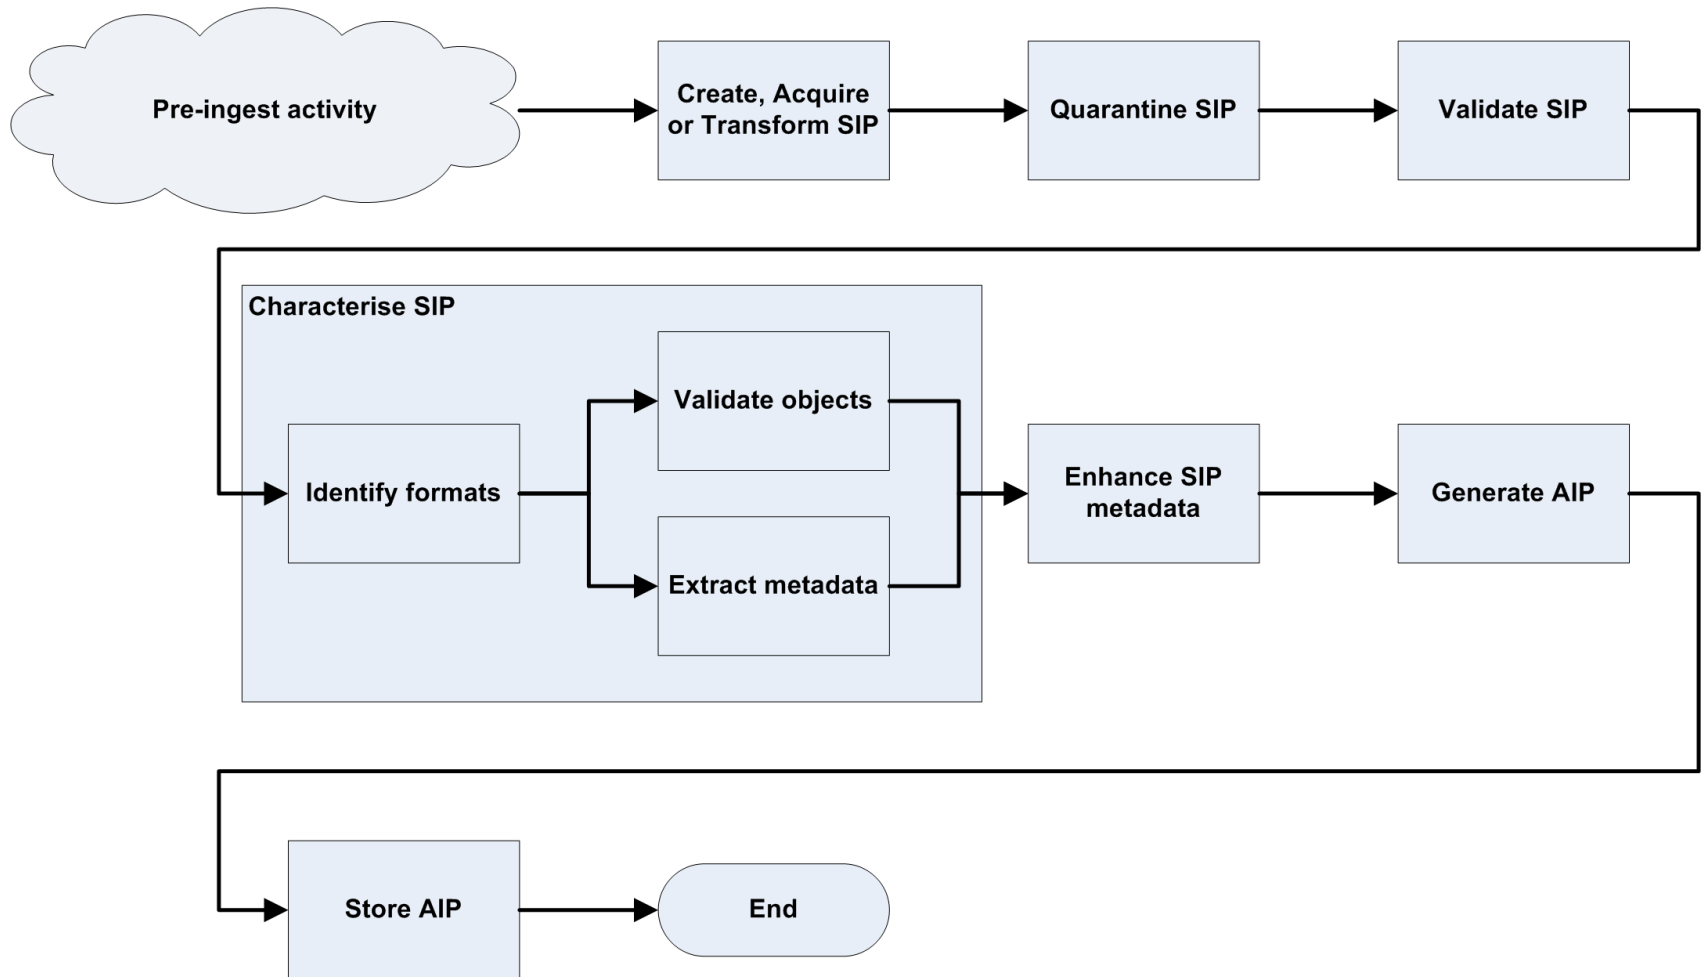 Pre-ingest activity
Create, Acquire
or Transform SIP
Quarantine SIP
Validate SIP
Characterise SIP
Identify formats
Validate objects
Extract metadata
Enhance SIP
metadata
Generate AIP
Store AIP
End